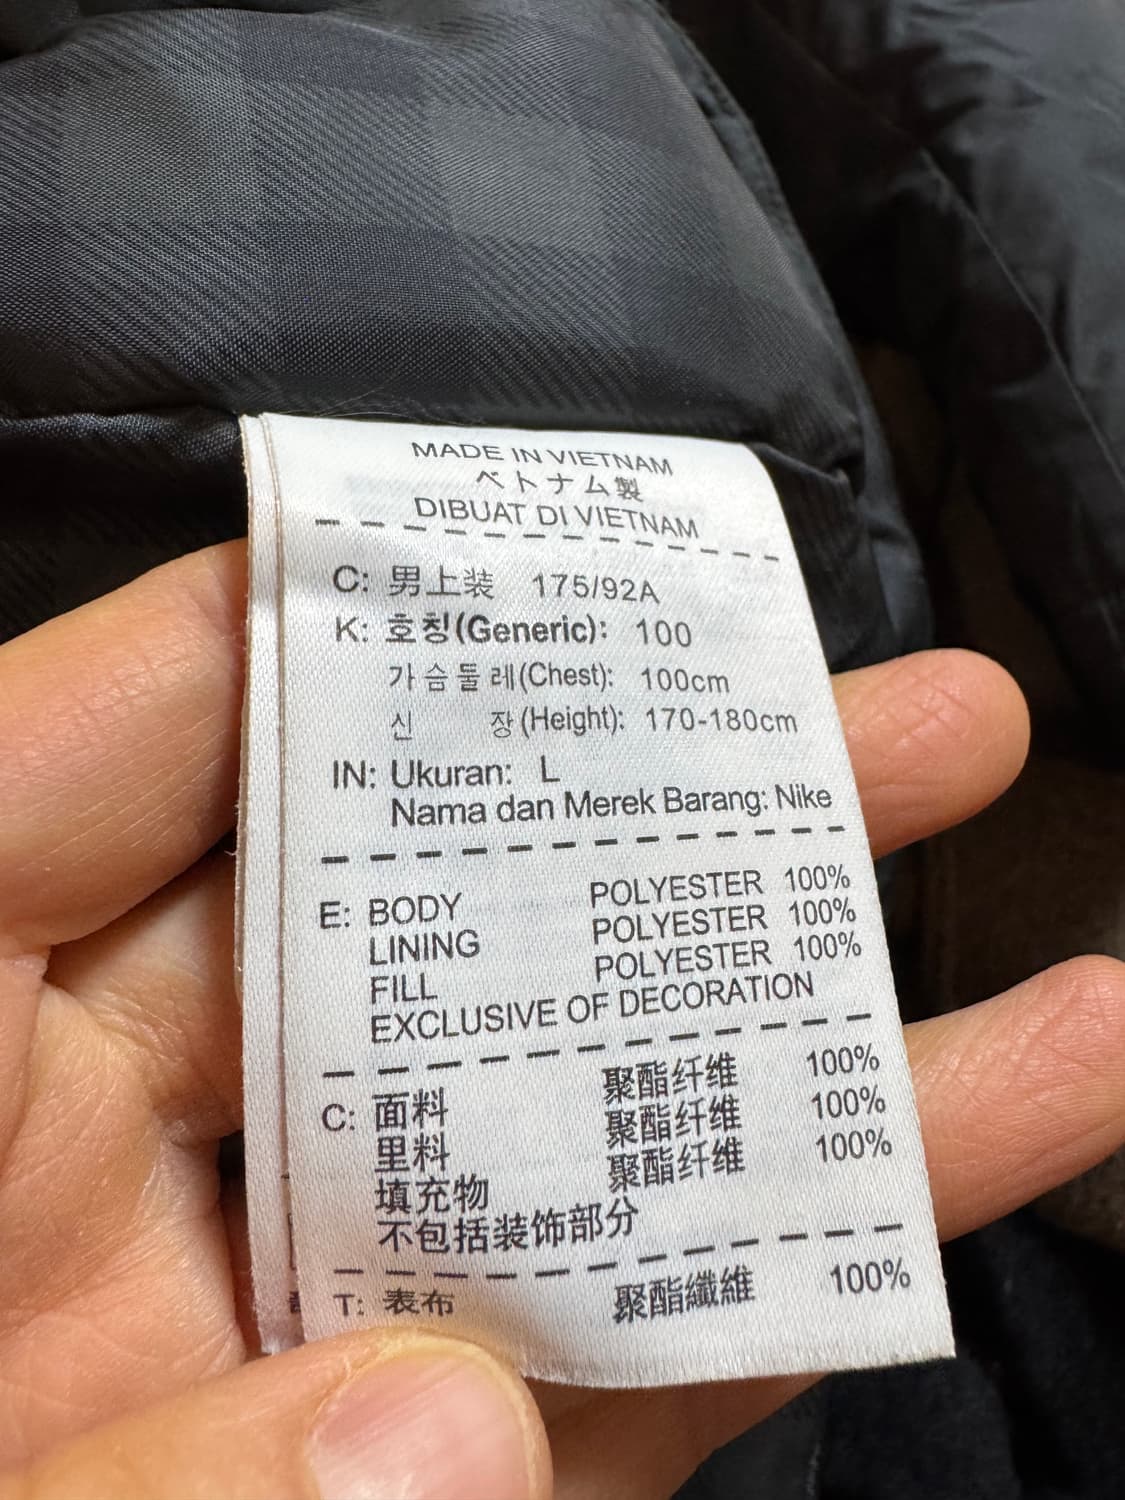 MADE IN VIETNAM
ベトナム製
DIBUAT DI VIETNAM
C: 男上装 175/92A
K: 호칭(Generic): 100
가슴둘레(Chest): 100cm
신 장(Height): 170-180cm
IN: Ukuran: L
Nama dan Merek Barang: Nike
E: BODY POLYESTER 100%
LINING POLYESTER 100%
FILL POLYESTER 100%
EXCLUSIVE OF DECORATION
C: 面料 聚酯纤维 100%
里料 聚酯纤维 100%
填充物 聚酯纤维 100%
不包括装饰部分
T: 表布 聚酯纖維 100%